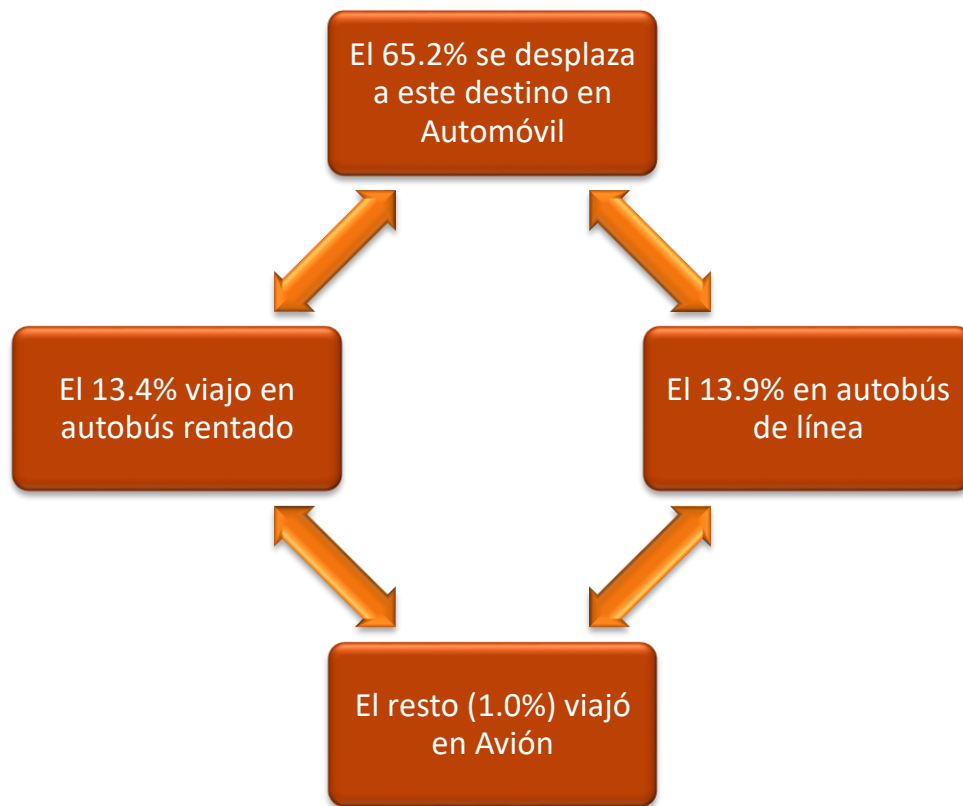 El 65.2% se desplaza
a este destino en
Automóvil
El 13.4% viajo en
autobús rentado
El 13.9% en autobús
de línea
El resto (1.0%) viajó
en Avión